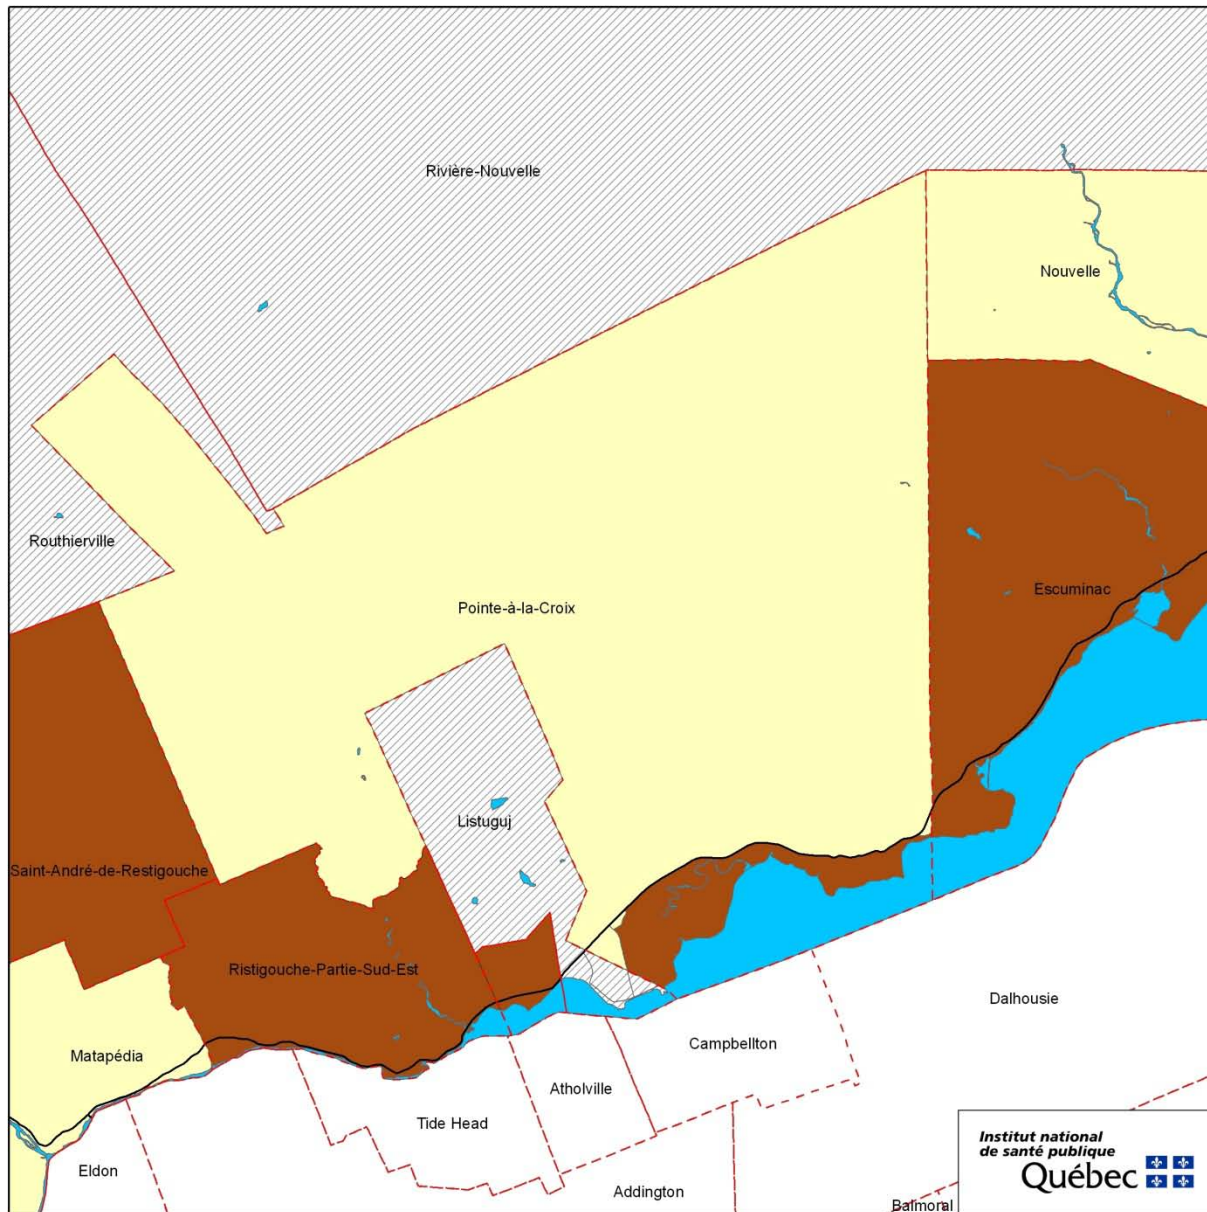 Rivière-Nouvelle
Nouvelle
Routhierville
Escuminac
Pointe-à-la-Croix
Listuguj
Saint-André-de-Restigouche
Ristigouche-Partie-Sud-Est
Dalhousie
Matapédia
Campbellton
Atholville
Tide Head
Eldon
Addington
Balmoral
Institut national
de santé publique
Québec